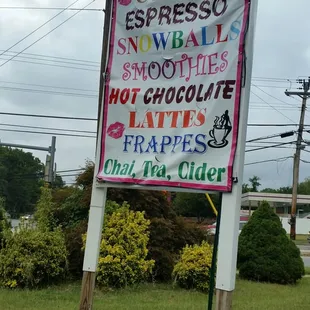 ESPRESSO
SNOWBALLS
SMOOTHIES
HOT CHOCOLATE
LATTES
FRAPPES
Chai, Tea, Cider